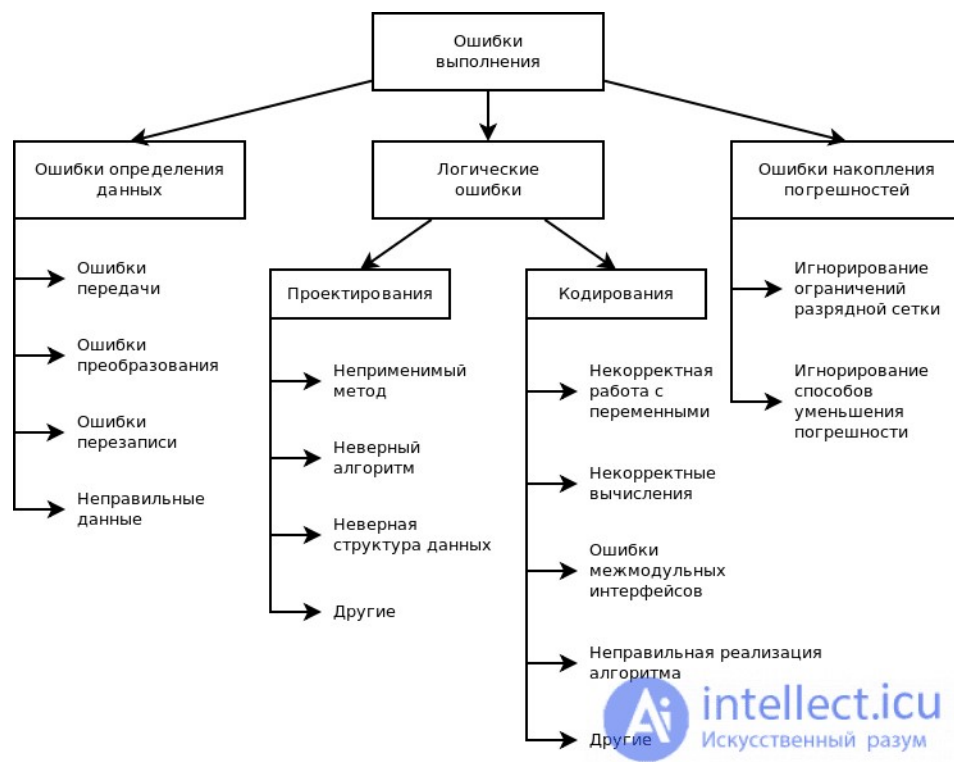 Ошибки
выполнения
Ошибки определения
данных
Логические
ошибки
Ошибки накопления
погрешностей
Ошибки
передачи
Ошибки
преобразования
Ошибки
перезаписи
Неправильные
данные
Проектирования
Неприменимый
метод
Неверный
алгоритм
Неверная
структура данных
Другие
Кодирования
Некорректная
работа с
переменными
Некорректные
вычисления
Ошибки
межмодульных
интерфейсов
Неправильная реализация
алгоритма
Другие
Игнорирование
ограничений
разрядной сетки
Игнорирование
способов
уменьшения
погрешности
Ai
intellect.icu
Искусственный разум